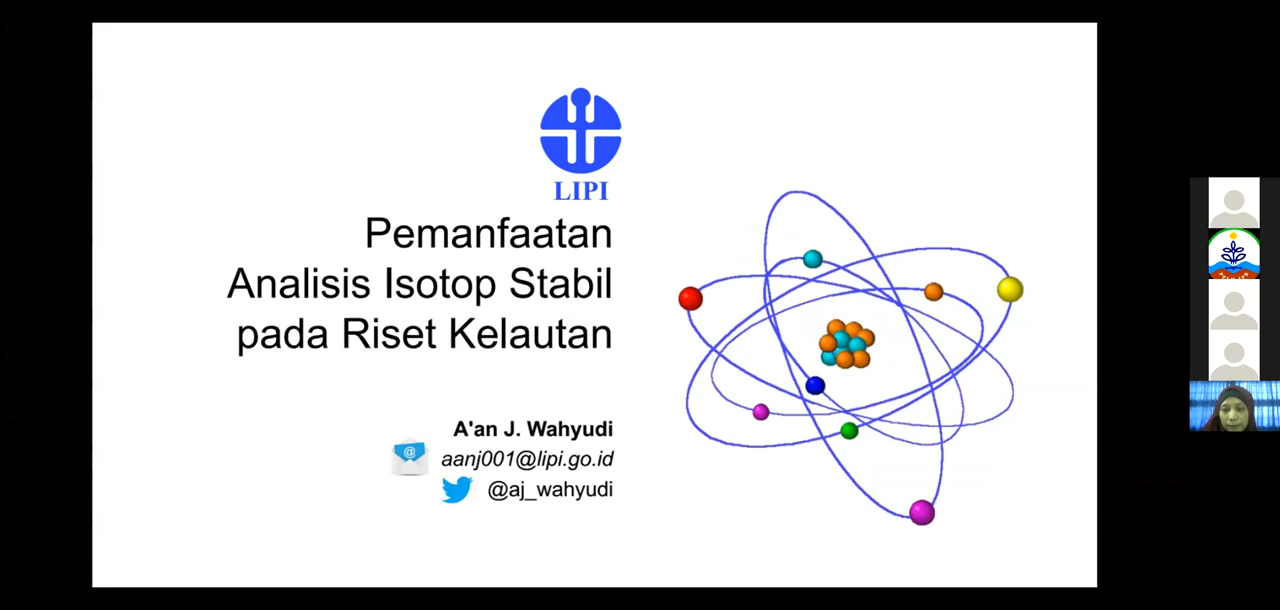 LIPI
Pemanfaatan
Analisis Isotop Stabil
pada Riset Kelautan
A'an J. Wahyudi
@
aanj001@lipi.go.id
@aj_wahyudi